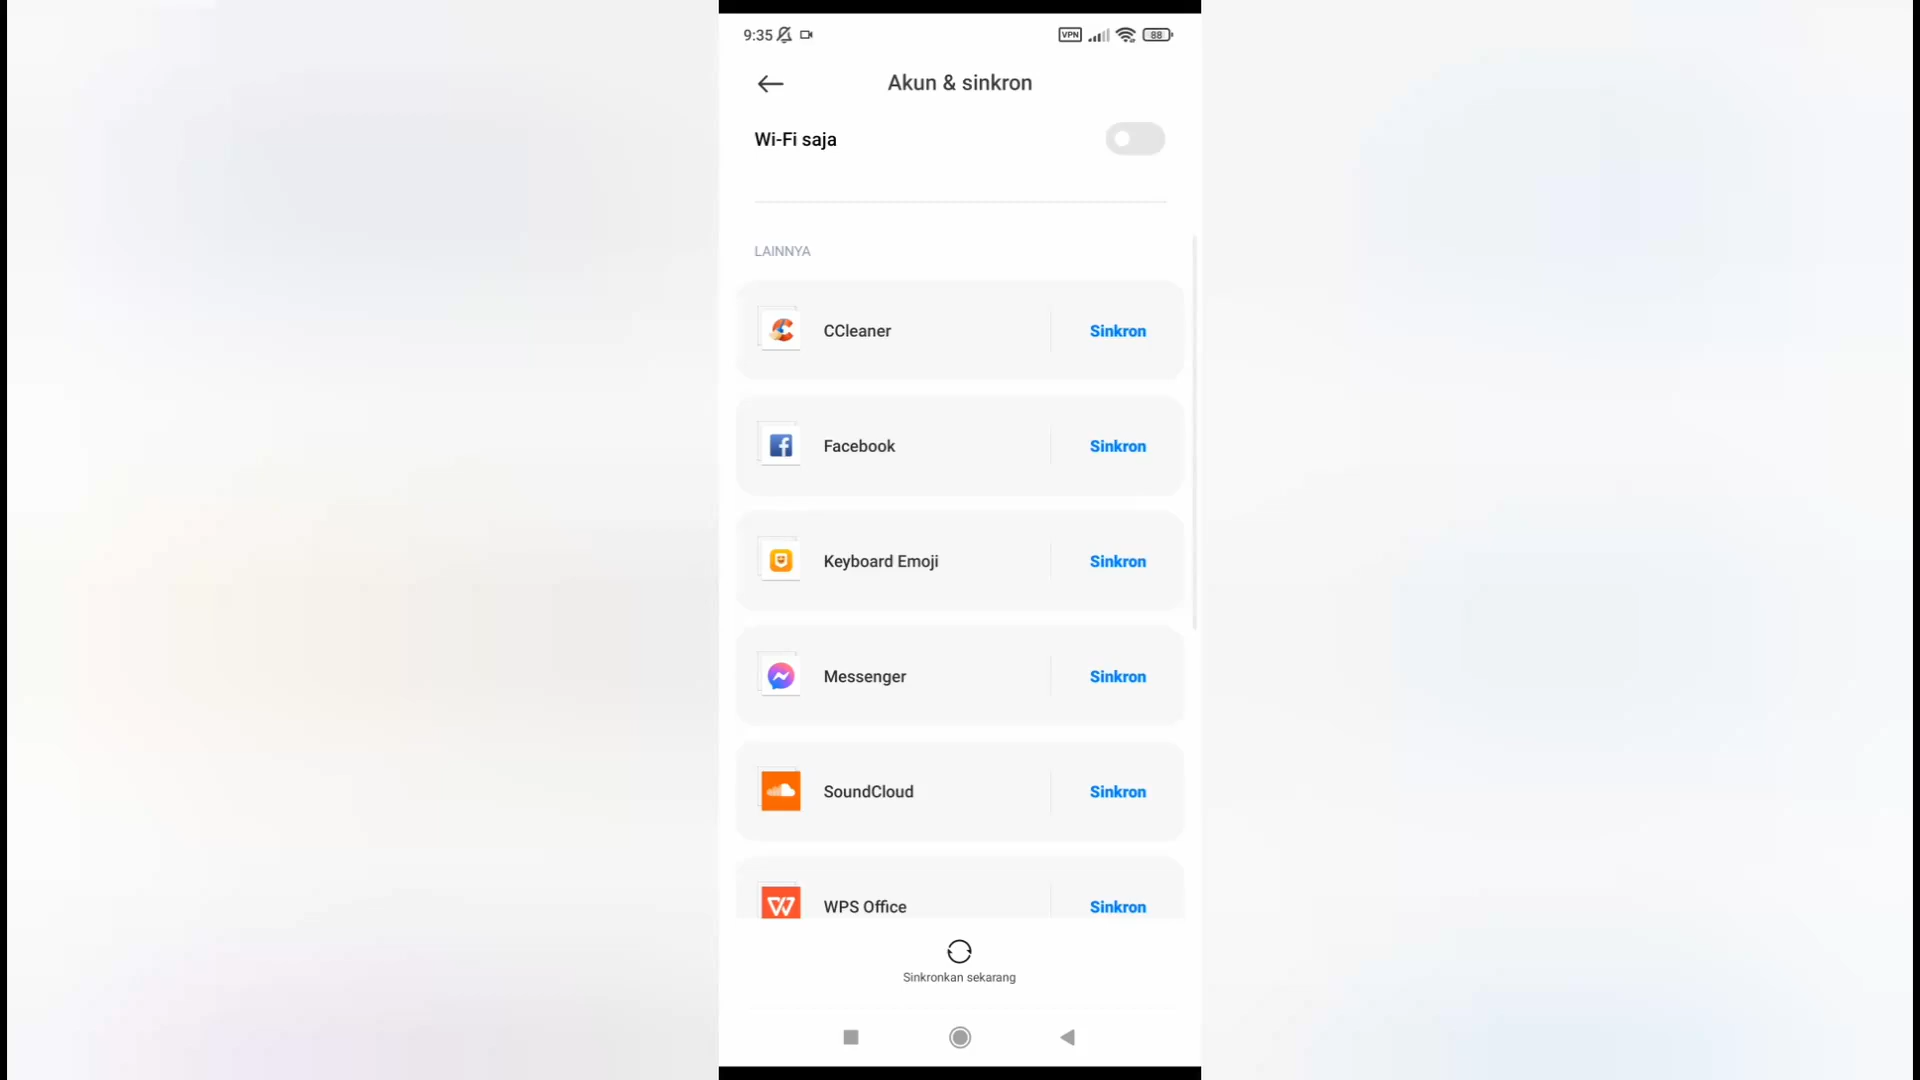 9:35 VPN 88
Akun & sinkron
Wi-Fi saja
LAINNYA
CCleaner Sinkron
Facebook Sinkron
Keyboard Emoji Sinkron
Messenger Sinkron
SoundCloud Sinkron
WPS Office Sinkron
Sinkronkan sekarang